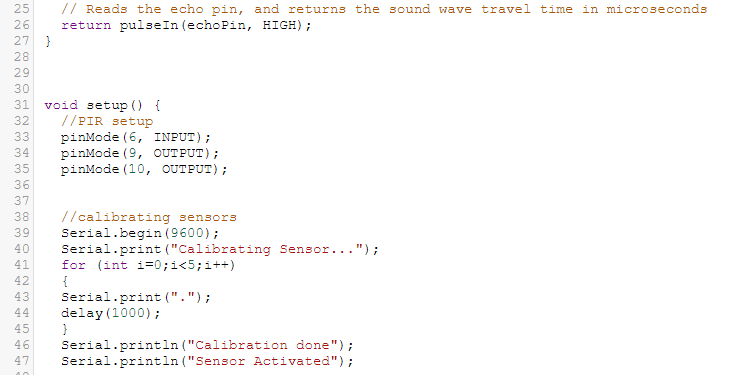 25 // Reads the echo pin, and returns the sound wave travel time in microseconds
26 return pulseIn(echoPin, HIGH);
27 }
28
29
30
31 void setup() {
32 //PIR setup
33 pinMode(6, INPUT);
34 pinMode(9, OUTPUT);
35 pinMode(10, OUTPUT);
36
37
38 //calibrating sensors
39 Serial.begin(9600);
40 Serial.print("Calibrating Sensor...");
41 for (int i=0;i<5;i++)
42 {
43 Serial.print(".");
44 delay(1000);
45 }
46 Serial.println("Calibration done");
47 Serial.println("Sensor Activated");